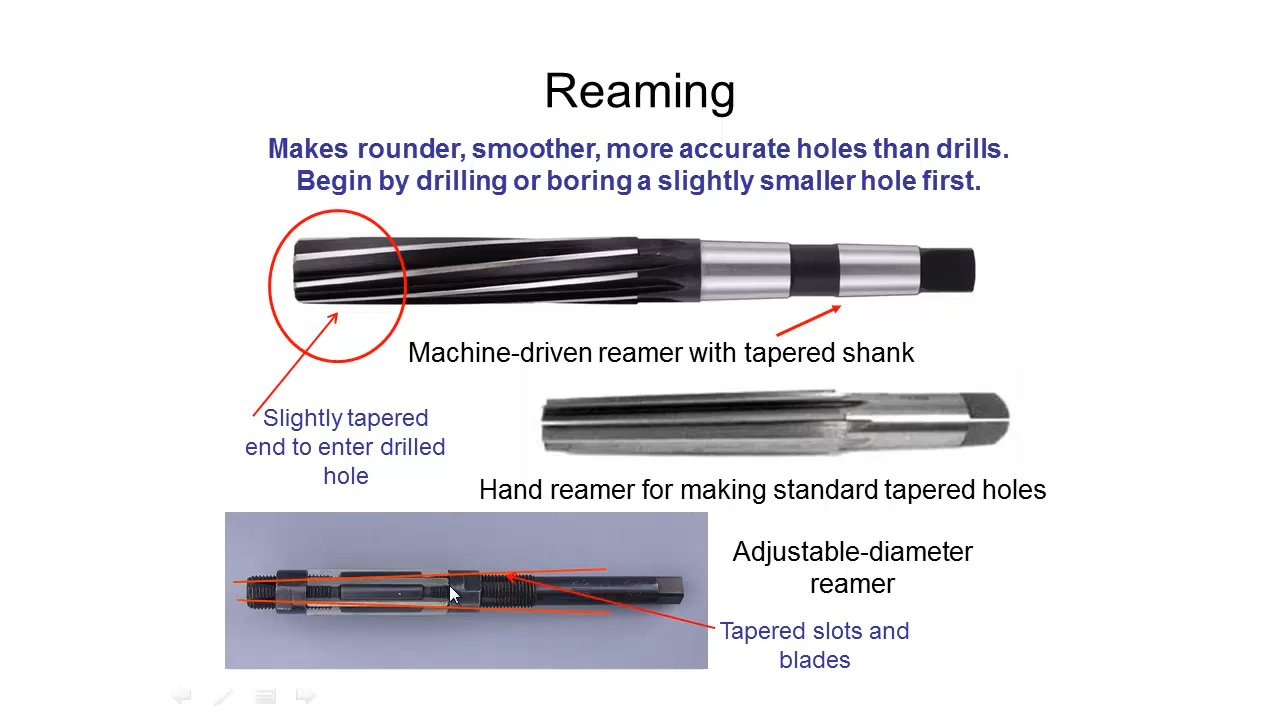 Reaming
Makes rounder, smoother, more accurate holes than drills.
Begin by drilling or boring a slightly smaller hole first.
Machine-driven reamer with tapered shank
Slightly tapered
end to enter drilled
hole
Hand reamer for making standard tapered holes
Adjustable-diameter
reamer
Tapered slots and
blades